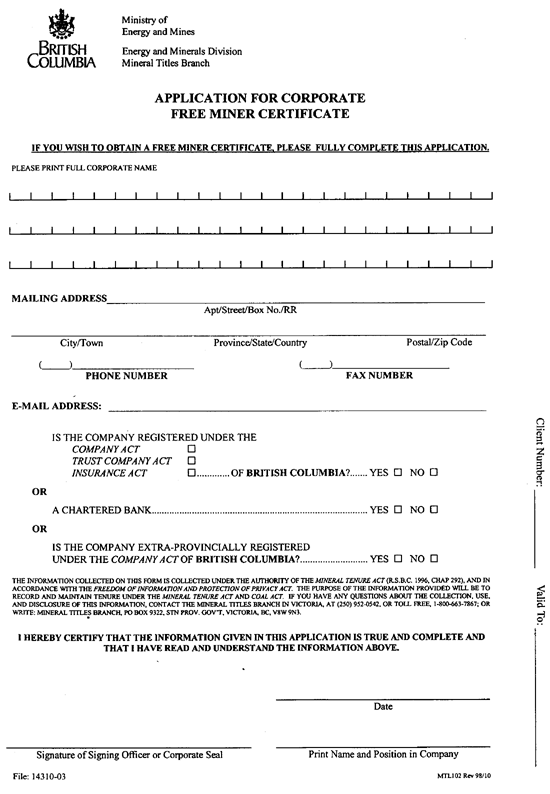 BRITISH
COLUMBIA
Ministry of
Energy and Mines
Energy and Minerals Division
Mineral Titles Branch
APPLICATION FOR CORPORATE
FREE MINER CERTIFICATE
IF YOU WISH TO OBTAIN A FREE MINER CERTIFICATE, PLEASE FULLY COMPLETE THIS APPLICATION.
PLEASE PRINT FULL CORPORATE NAME
MAILING ADDRESS
Apt/Street/Box No./RR
City/Town Province/State/Country Postal/Zip Code
( ) ( )
PHONE NUMBER FAX NUMBER
E-MAIL ADDRESS:
IS THE COMPANY REGISTERED UNDER THE
COMPANY ACT ☐
TRUST COMPANY ACT ☐
INSURANCE ACT ☐............ OF BRITISH COLUMBIA?...... YES ☐ NO ☐
OR
A CHARTERED BANK.................................................................. YES ☐ NO ☐
OR
IS THE COMPANY EXTRA-PROVINCIALLY REGISTERED
UNDER THE COMPANY ACT OF BRITISH COLUMBIA?......................... YES ☐ NO ☐
THE INFORMATION COLLECTED ON THIS FORM IS COLLECTED UNDER THE AUTHORITY OF THE MINERAL TENURE ACT (R.S.B.C. 1996, CHAP 292), AND IN
ACCORDANCE WITH THE FREEDOM OF INFORMATION AND PROTECTION OF PRIVACY ACT. THE PURPOSE OF THE INFORMATION PROVIDED WILL BE TO
RECORD AND MAINTAIN TENURE UNDER THE MINERAL TENURE ACT AND COAL ACT. IF YOU HAVE ANY QUESTIONS ABOUT THE COLLECTION, USE,
AND DISCLOSURE OF THIS INFORMATION, CONTACT THE MINERAL TITLES BRANCH IN VICTORIA, AT (250) 952-0542, OR TOLL FREE, 1-800-663-7867; OR
WRITE: MINERAL TITLES BRANCH, PO BOX 9322, STN PROV. GOV'T, VICTORIA, BC, V8W 9N3.
I HEREBY CERTIFY THAT THE INFORMATION GIVEN IN THIS APPLICATION IS TRUE AND COMPLETE AND
THAT I HAVE READ AND UNDERSTAND THE INFORMATION ABOVE.
Date
Signature of Signing Officer or Corporate Seal Print Name and Position in Company
File: 14310-03 MTL102 Rev 98/10
Client Number:
Valid To: